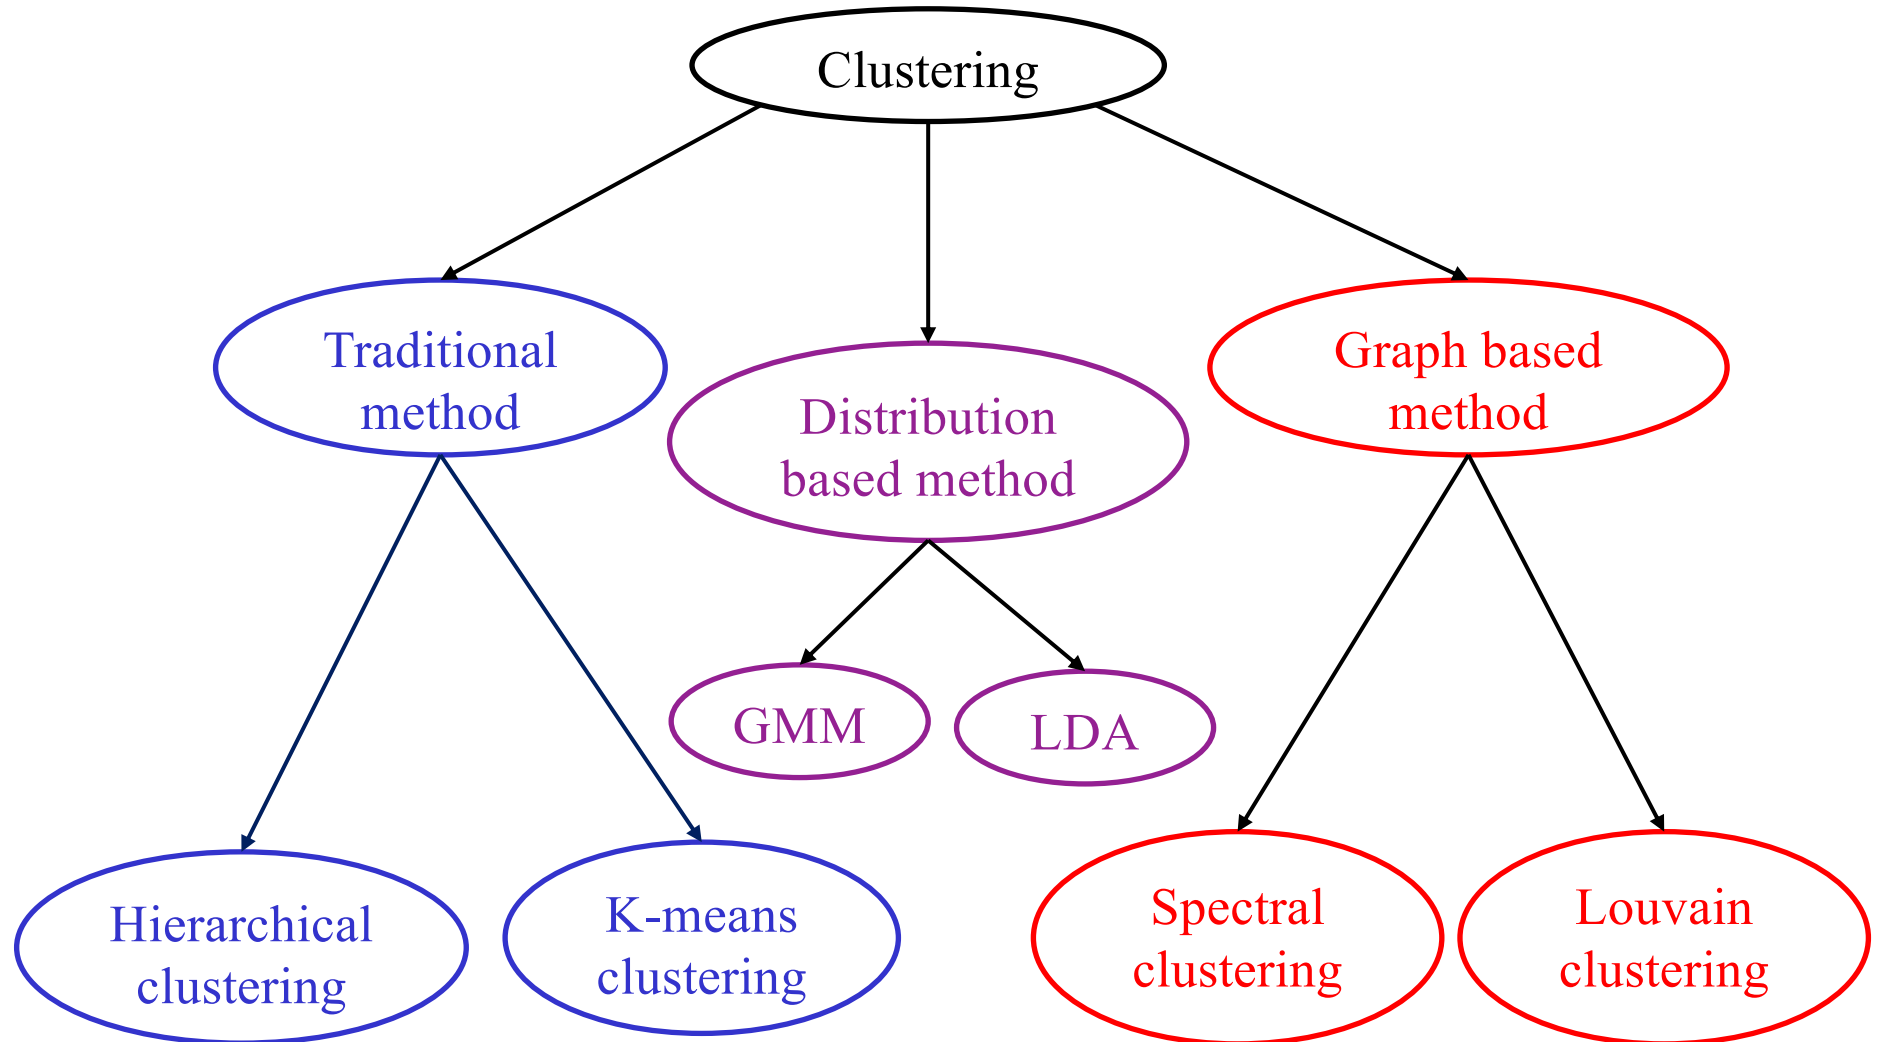 Clustering
Traditional
method
Distribution
based method
Graph based
method
GMM
LDA
Hierarchical
clustering
K-means
clustering
Spectral
clustering
Louvain
clustering